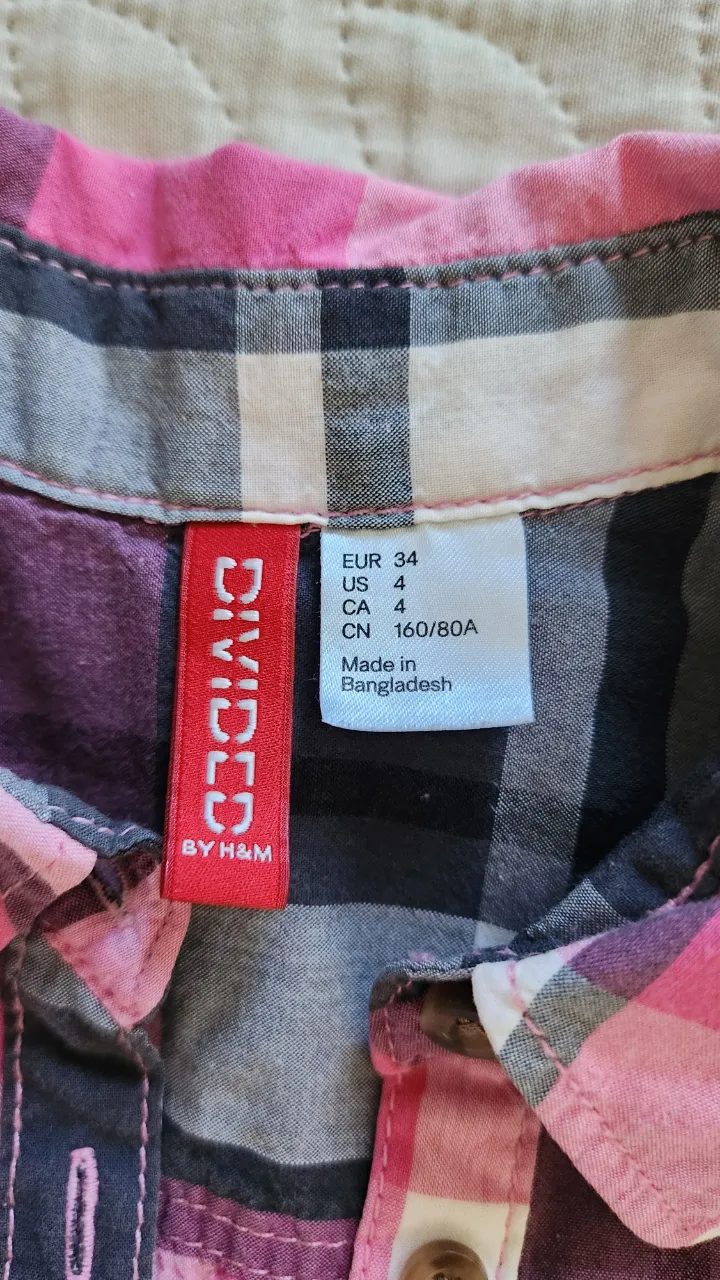 DIVIDED
BY H&M
EUR 34
US 4
CA 4
CN 160/80A
Made in
Bangladesh